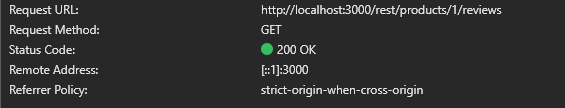 Request URL: http://localhost:3000/rest/products/1/reviews
Request Method: GET
Status Code: 200 OK
Remote Address: [::1]:3000
Referrer Policy: strict-origin-when-cross-origin